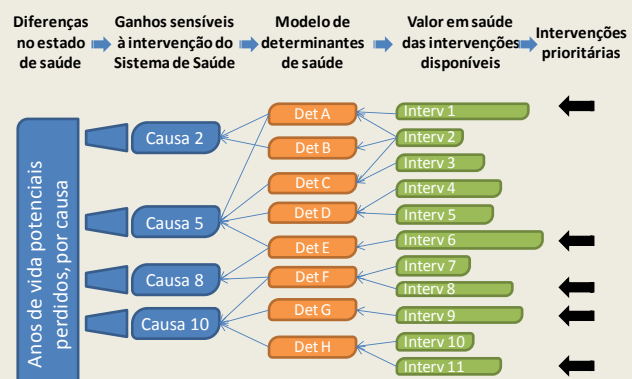 Diferenças
no estado
de saúde
Ganhos sensíveis
à intervenção do
Sistema de Saúde
Modelo de
determinantes
de saúde
Valor em saúde
das intervenções
disponíveis
Intervenções
prioritárias
Anos de vida potenciais
perdidos, por causa
Causa 2
Causa 5
Causa 8
Causa 10
Det A
Det B
Det C
Det D
Det E
Det F
Det G
Det H
Interv 1
Interv 2
Interv 3
Interv 4
Interv 5
Interv 6
Interv 7
Interv 8
Interv 9
Interv 10
Interv 11